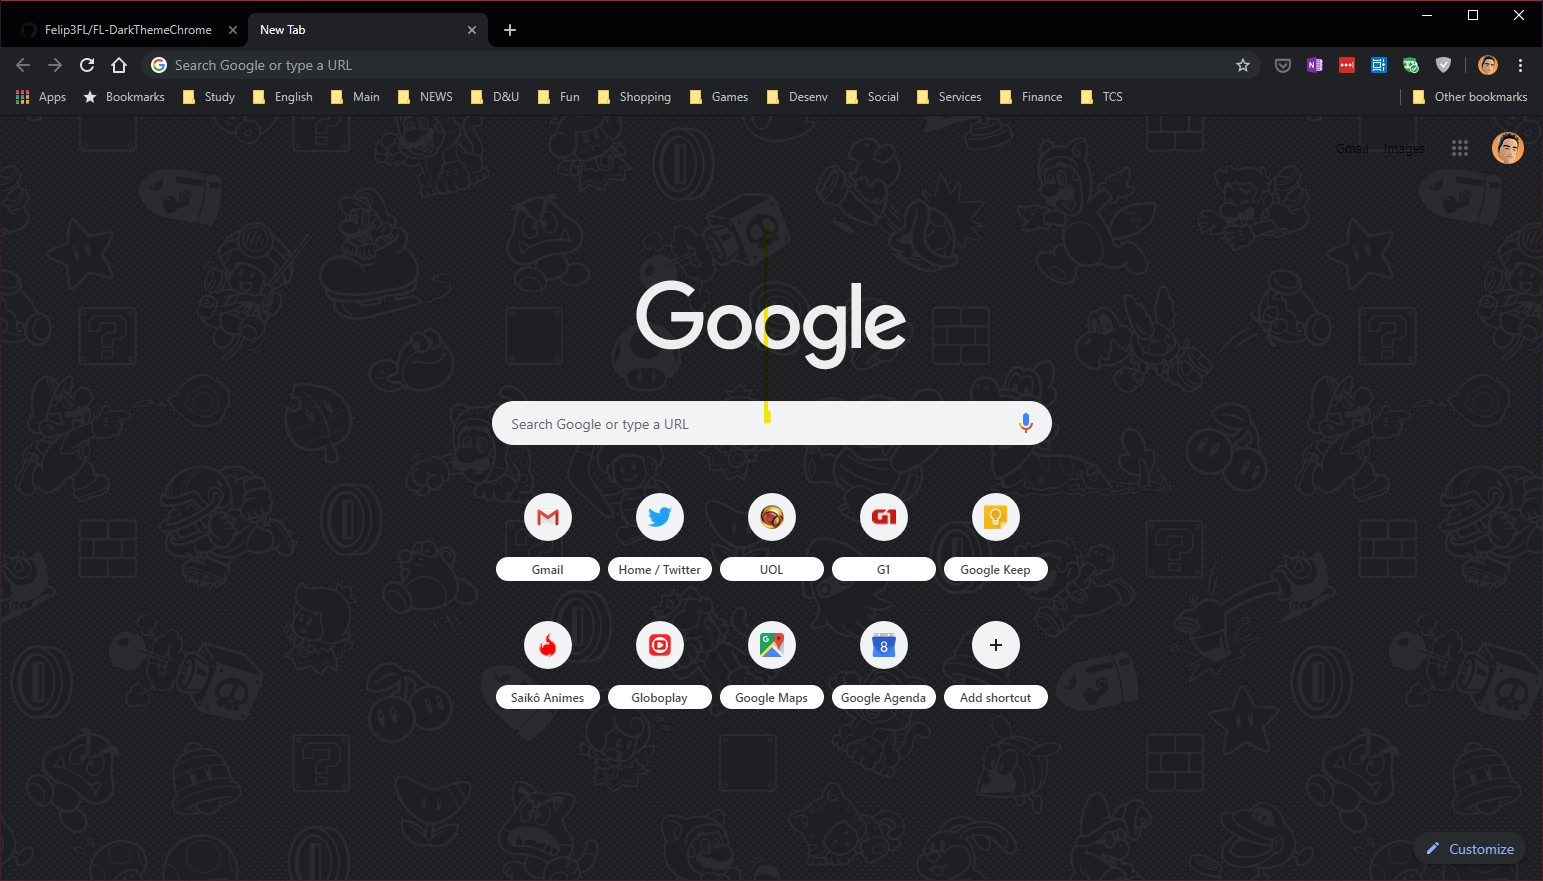 Felip3FL/FL-DarkThemeChrome New Tab
Search Google or type a URL
Apps Bookmarks Study English Main NEWS D&U Fun Shopping Games Desenv Social Services Finance TCS Other bookmarks
Gmail Images
Google
Search Google or type a URL
Gmail Home / Twitter UOL G1 Google Keep
Saikô Animes Globoplay Google Maps Google Agenda Add shortcut
Customize